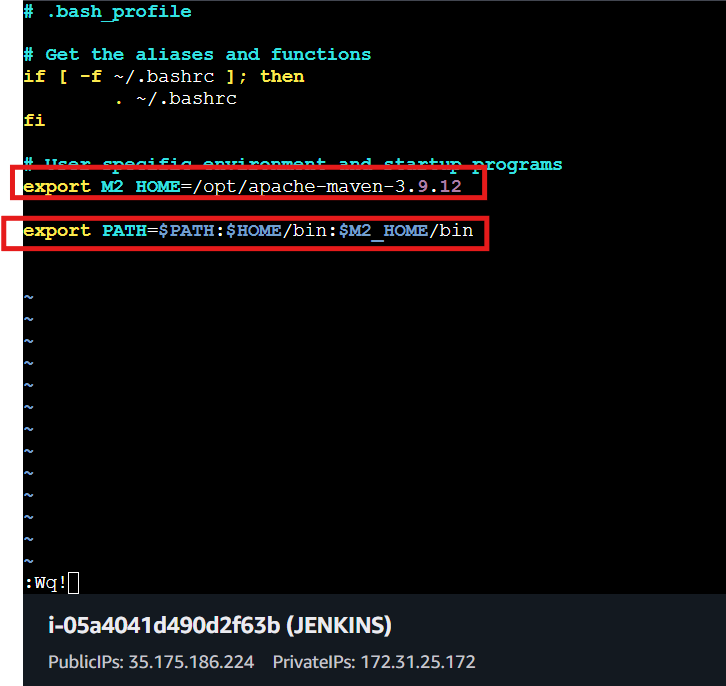 # .bash_profile
# Get the aliases and functions
if [ -f ~/.bashrc ]; then
. ~/.bashrc
fi
# User specific environment and startup programs
export M2_HOME=/opt/apache-maven-3.9.12
export PATH=$PATH:$HOME/bin:$M2_HOME/bin
~
~
~
~
~
~
~
~
~
~
~
~
~
:Wq!
i-05a4041d490d2f63b (JENKINS)
PublicIPs: 35.175.186.224 PrivateIPs: 172.31.25.172